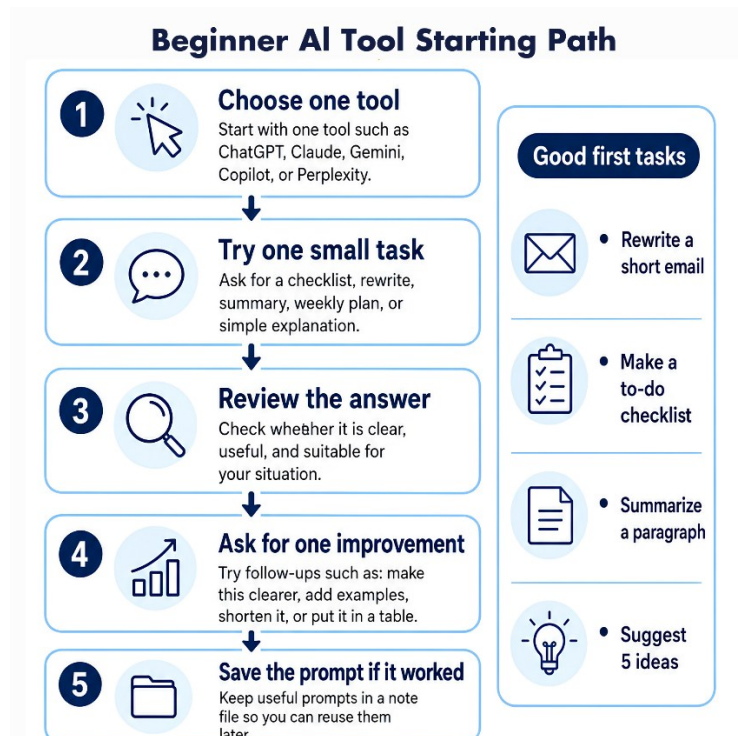 Beginner AI Tool Starting Path
1
Choose one tool
Start with one tool such as
ChatGPT, Claude, Gemini,
Copilot, or Perplexity.
2
Try one small task
Ask for a checklist, rewrite,
summary, weekly plan, or
simple explanation.
3
Review the answer
Check whether it is clear,
useful, and suitable for
your situation.
4
Ask for one improvement
Try follow-ups such as: make
this clearer, add examples,
shorten it, or put it in a table.
5
Save the prompt if it worked
Keep useful prompts in a note
file so you can reuse them
later
Good first tasks
• Rewrite a
short email
• Make a
to-do
checklist
• Summarize
a paragraph
• Suggest
5 ideas